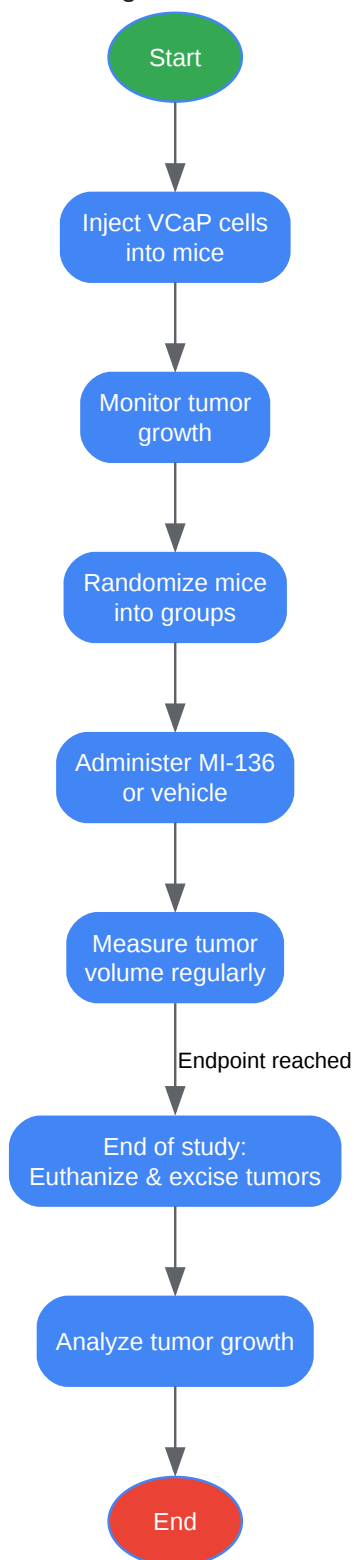 Start
Inject VCaP cells
into mice
Monitor tumor
growth
Randomize mice
into groups
Administer MI-136
or vehicle
Measure tumor
volume regularly
Endpoint reached
End of study:
Euthanize & excise tumors
Analyze tumor growth
End